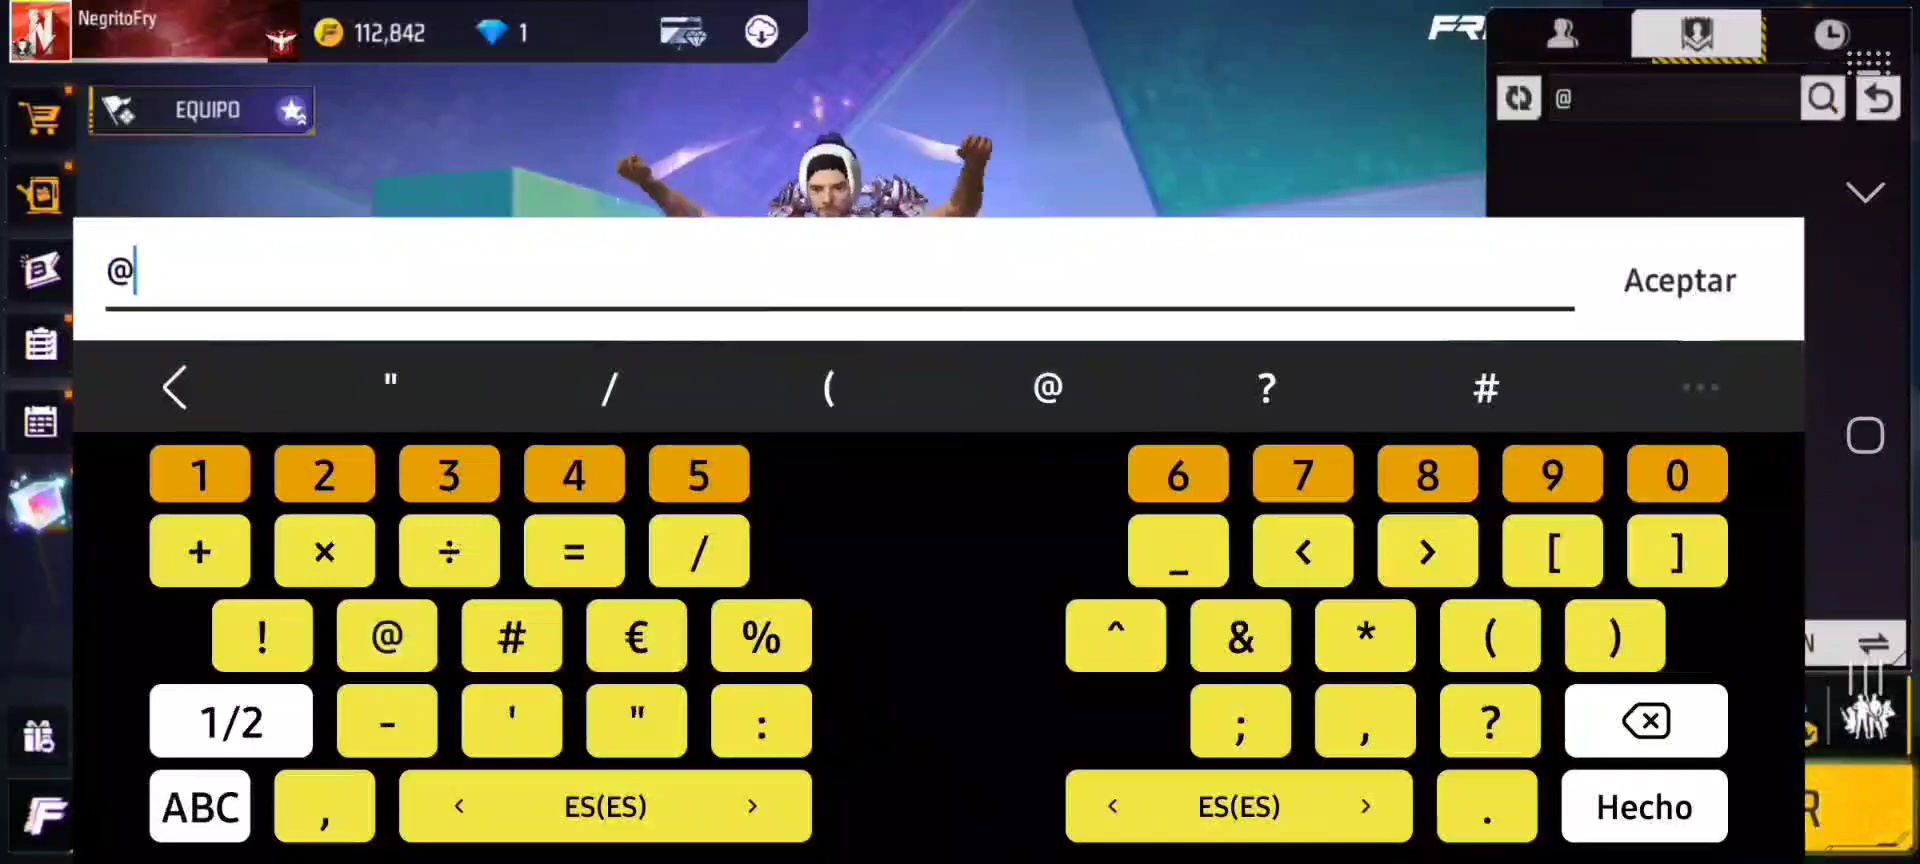 NegritoFry
112,842
1
FR
EQUIPO
@
@
Aceptar
" / ( @ ? # ...
1 2 3 4 5 6 7 8 9 0
+ × ÷ = / _ < > [ ]
! @ # € % ^ & * ( )
1/2 - ' " : ; , ?
N
ABC , < ES(ES) > < ES(ES) > . Hecho
R